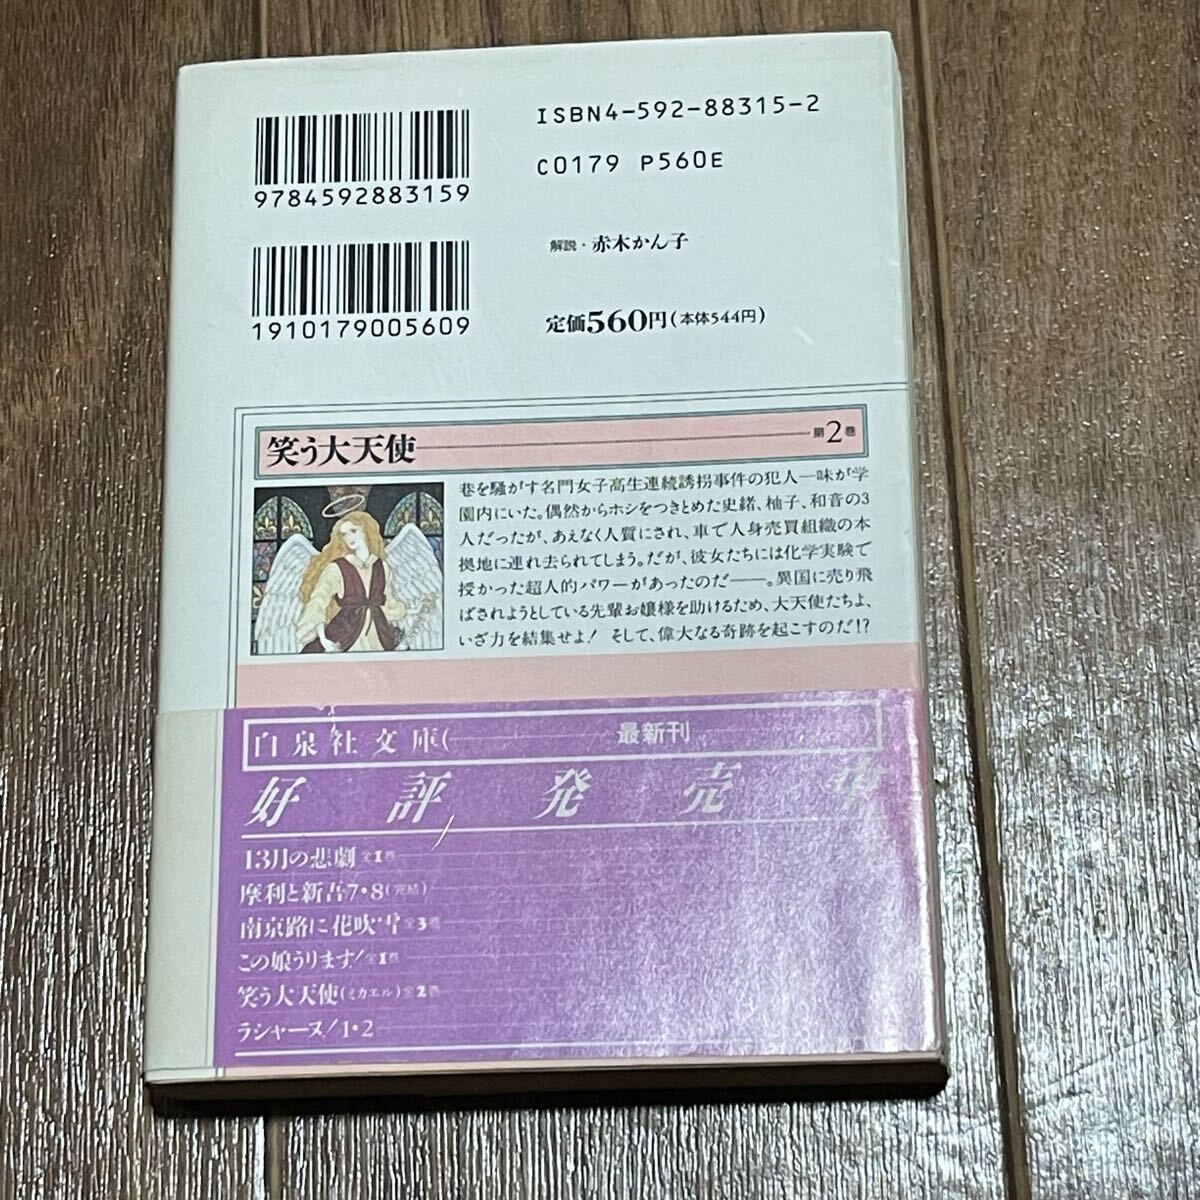 9784592883159
ISBN4-592-88315-2
C0179 P560E
1910179005609
解説・赤木かん子
定価560円(本体544円)
笑う大天使 第2巻
巷を騒がす名門女子高生連続誘拐事件の犯人一味が学
園内にいた。偶然からホシをつきとめた史緒、柚子、和音の3
人だったが、あえなく人質にされ、車で人身売買組織の本
拠地に連れ去られてしまう。だが、彼女たちには化学実験で
授かった超人的パワーがあったのだ――。異国に売り飛
ばされようとしている先輩お嬢様を助けるため、大天使たちよ、
いざ力を結集せよ! そして、偉大なる奇跡を起こすのだ!?
白泉社文庫 最新刊
好評発売中
13月の悲劇 全1巻
摩利と新吾7・8(完結)
南京路に花吹雪 全3巻
この娘うります! 全1巻
笑う大天使(ミカエル)全2巻
ラシャーヌ!1・2